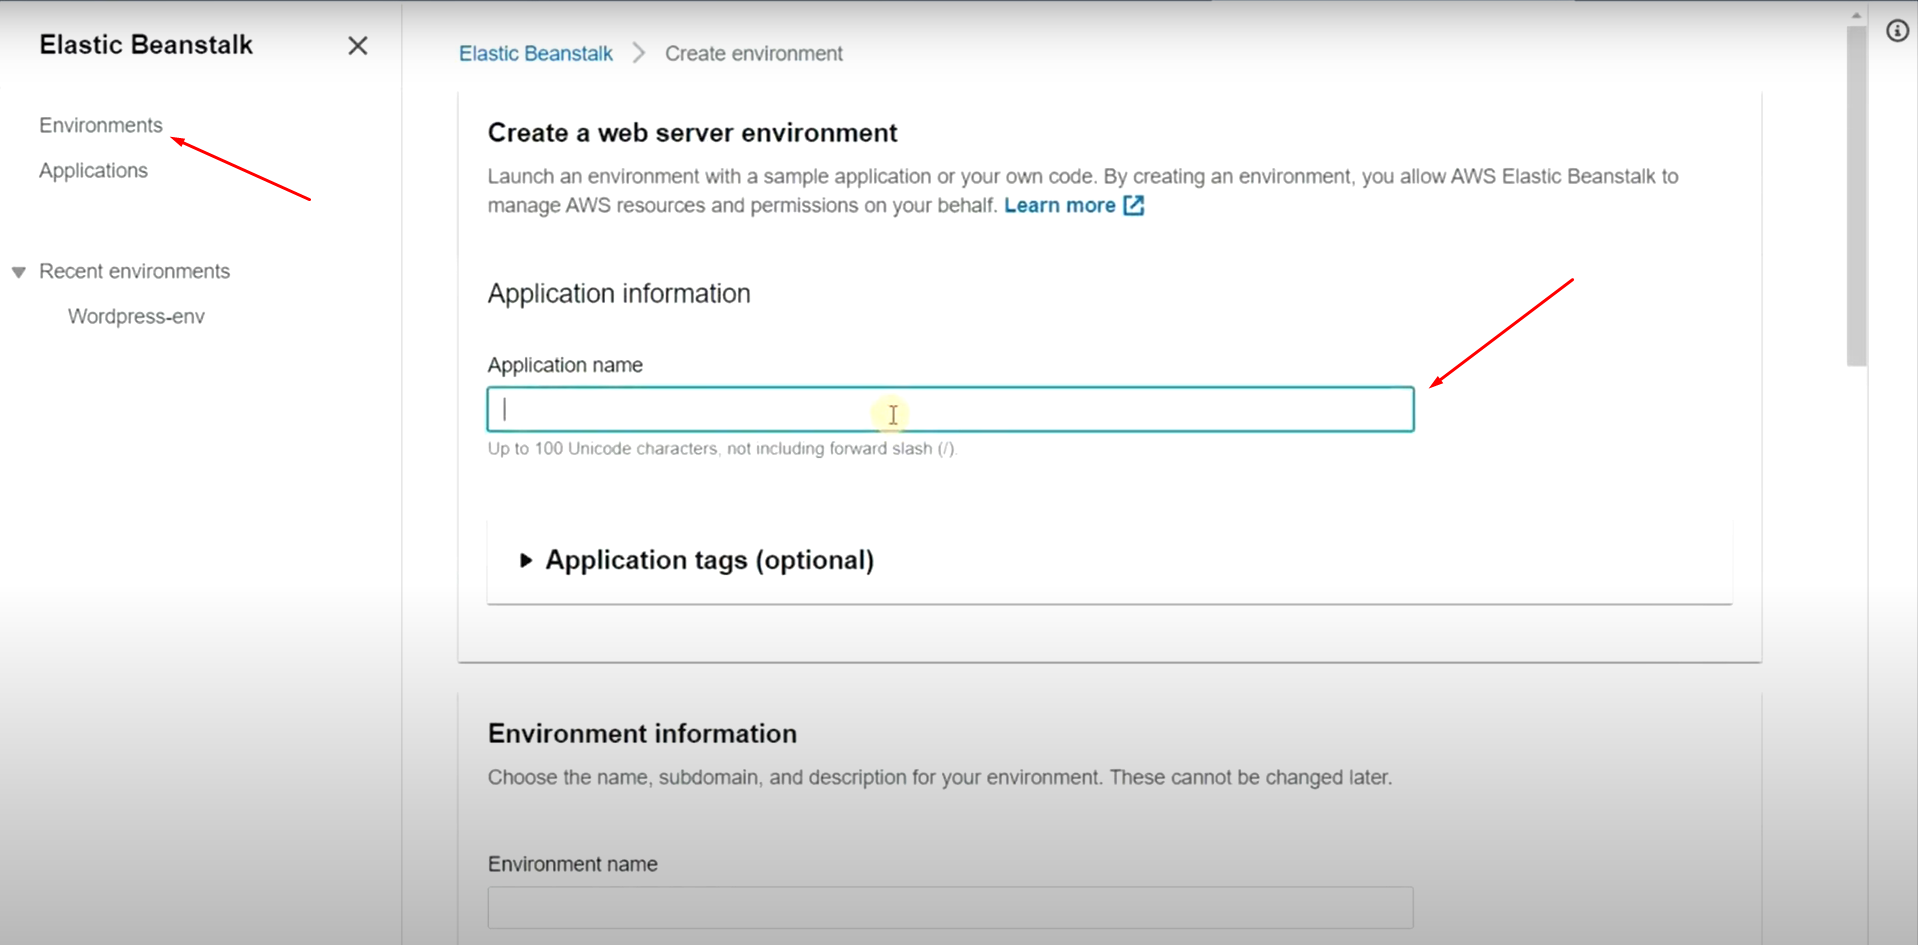 Elastic Beanstalk
Environments
Applications
Recent environments
Wordpress-env
Elastic Beanstalk > Create environment
Create a web server environment
Launch an environment with a sample application or your own code. By creating an environment, you allow AWS Elastic Beanstalk to
manage AWS resources and permissions on your behalf. Learn more
Application information
Application name
Up to 100 Unicode characters, not including forward slash (/).
Application tags (optional)
Environment information
Choose the name, subdomain, and description for your environment. These cannot be changed later.
Environment name